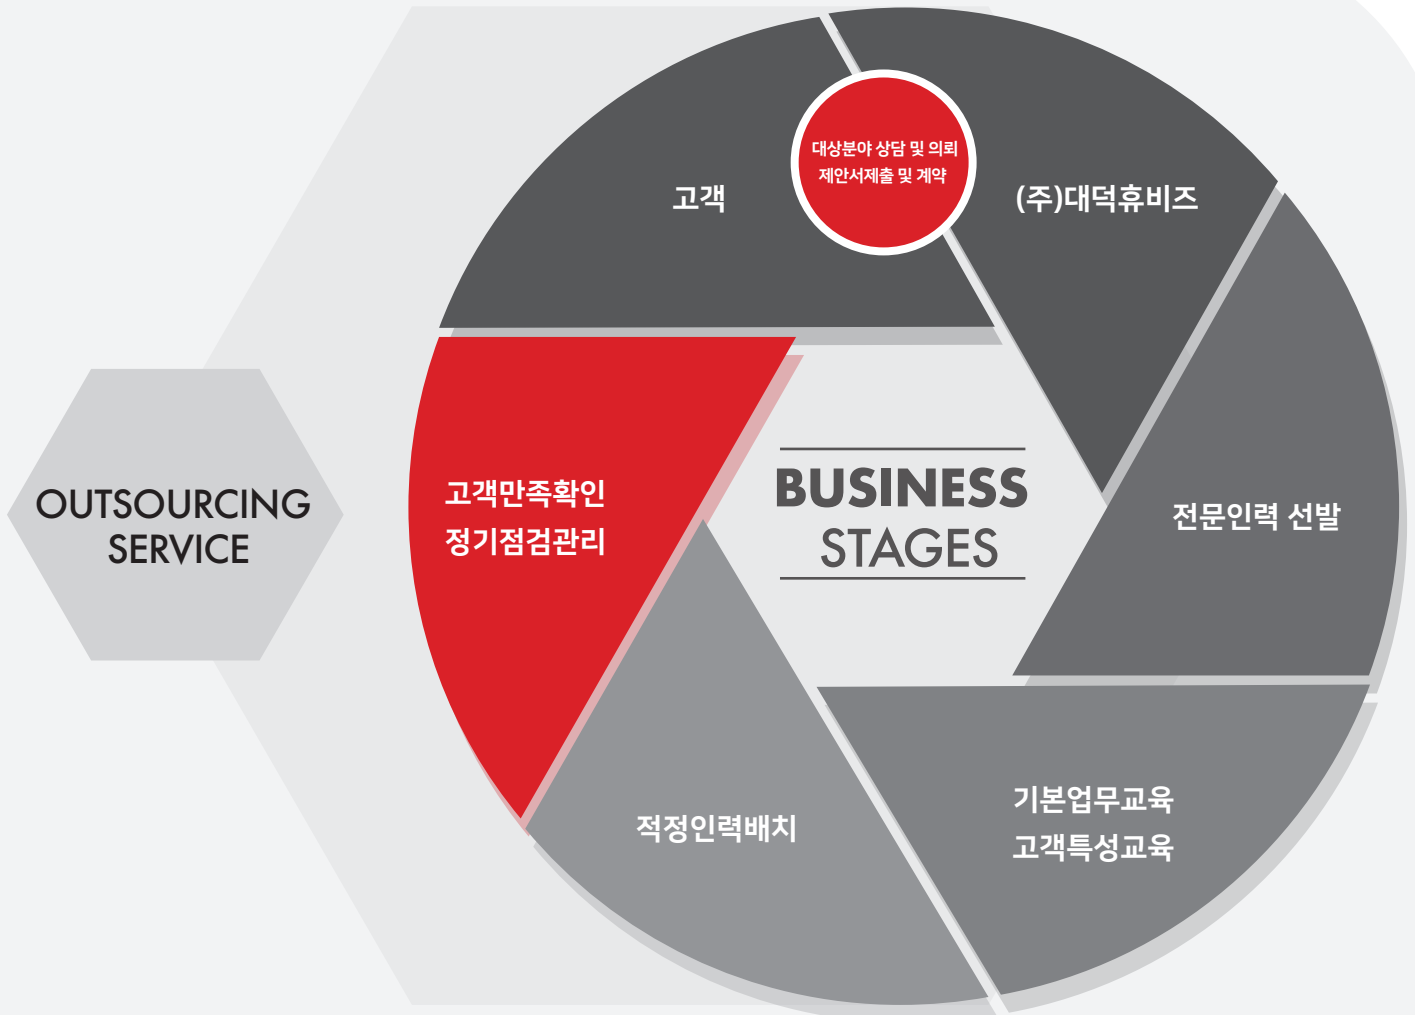 대상분야 상담 및 의뢰
제안서제출 및 계약
고객
(주)대덕휴비즈
고객만족확인
정기점검관리
BUSINESS
STAGES
전문인력 선발
OUTSOURCING
SERVICE
적정인력배치
기본업무교육
고객특성교육